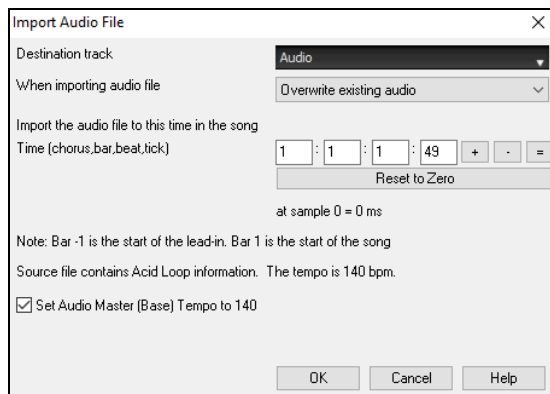 Import Audio File
Destination track
Audio
When importing audio file
Overwrite existing audio
Import the audio file to this time in the song
Time (chorus,bar,beat,tick)
1 : 1 : 1 : 49 + - =
Reset to Zero
at sample 0 = 0 ms
Note: Bar -1 is the start of the lead-in. Bar 1 is the start of the song
Source file contains Acid Loop information. The tempo is 140 bpm.
Set Audio Master (Base) Tempo to 140
OK Cancel Help